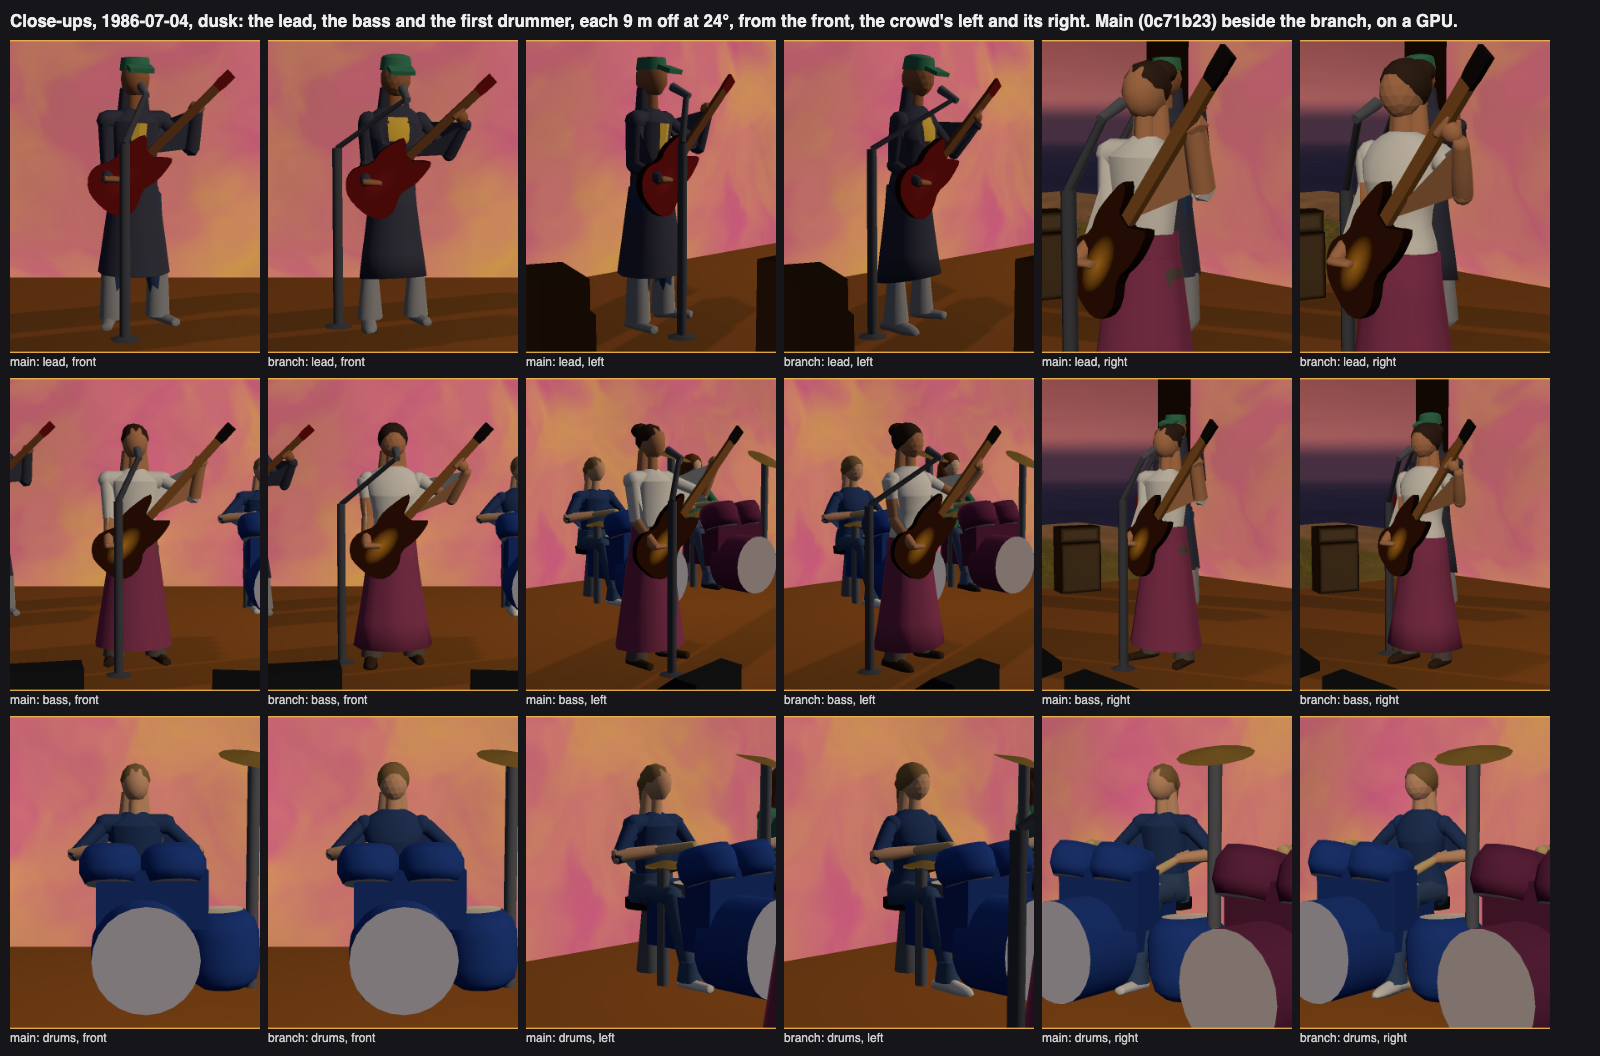 Close-ups, 1986-07-04, dusk: the lead, the bass and the first drummer, each 9 m off at 24°, from the front, the crowd's left and its right. Main (0c71b23) beside the branch, on a GPU.
main: lead, front
branch: lead, front
main: lead, left
branch: lead, left
main: lead, right
branch: lead, right
main: bass, front
branch: bass, front
main: bass, left
branch: bass, left
main: bass, right
branch: bass, right
main: drums, front
branch: drums, front
main: drums, left
branch: drums, left
main: drums, right
branch: drums, right